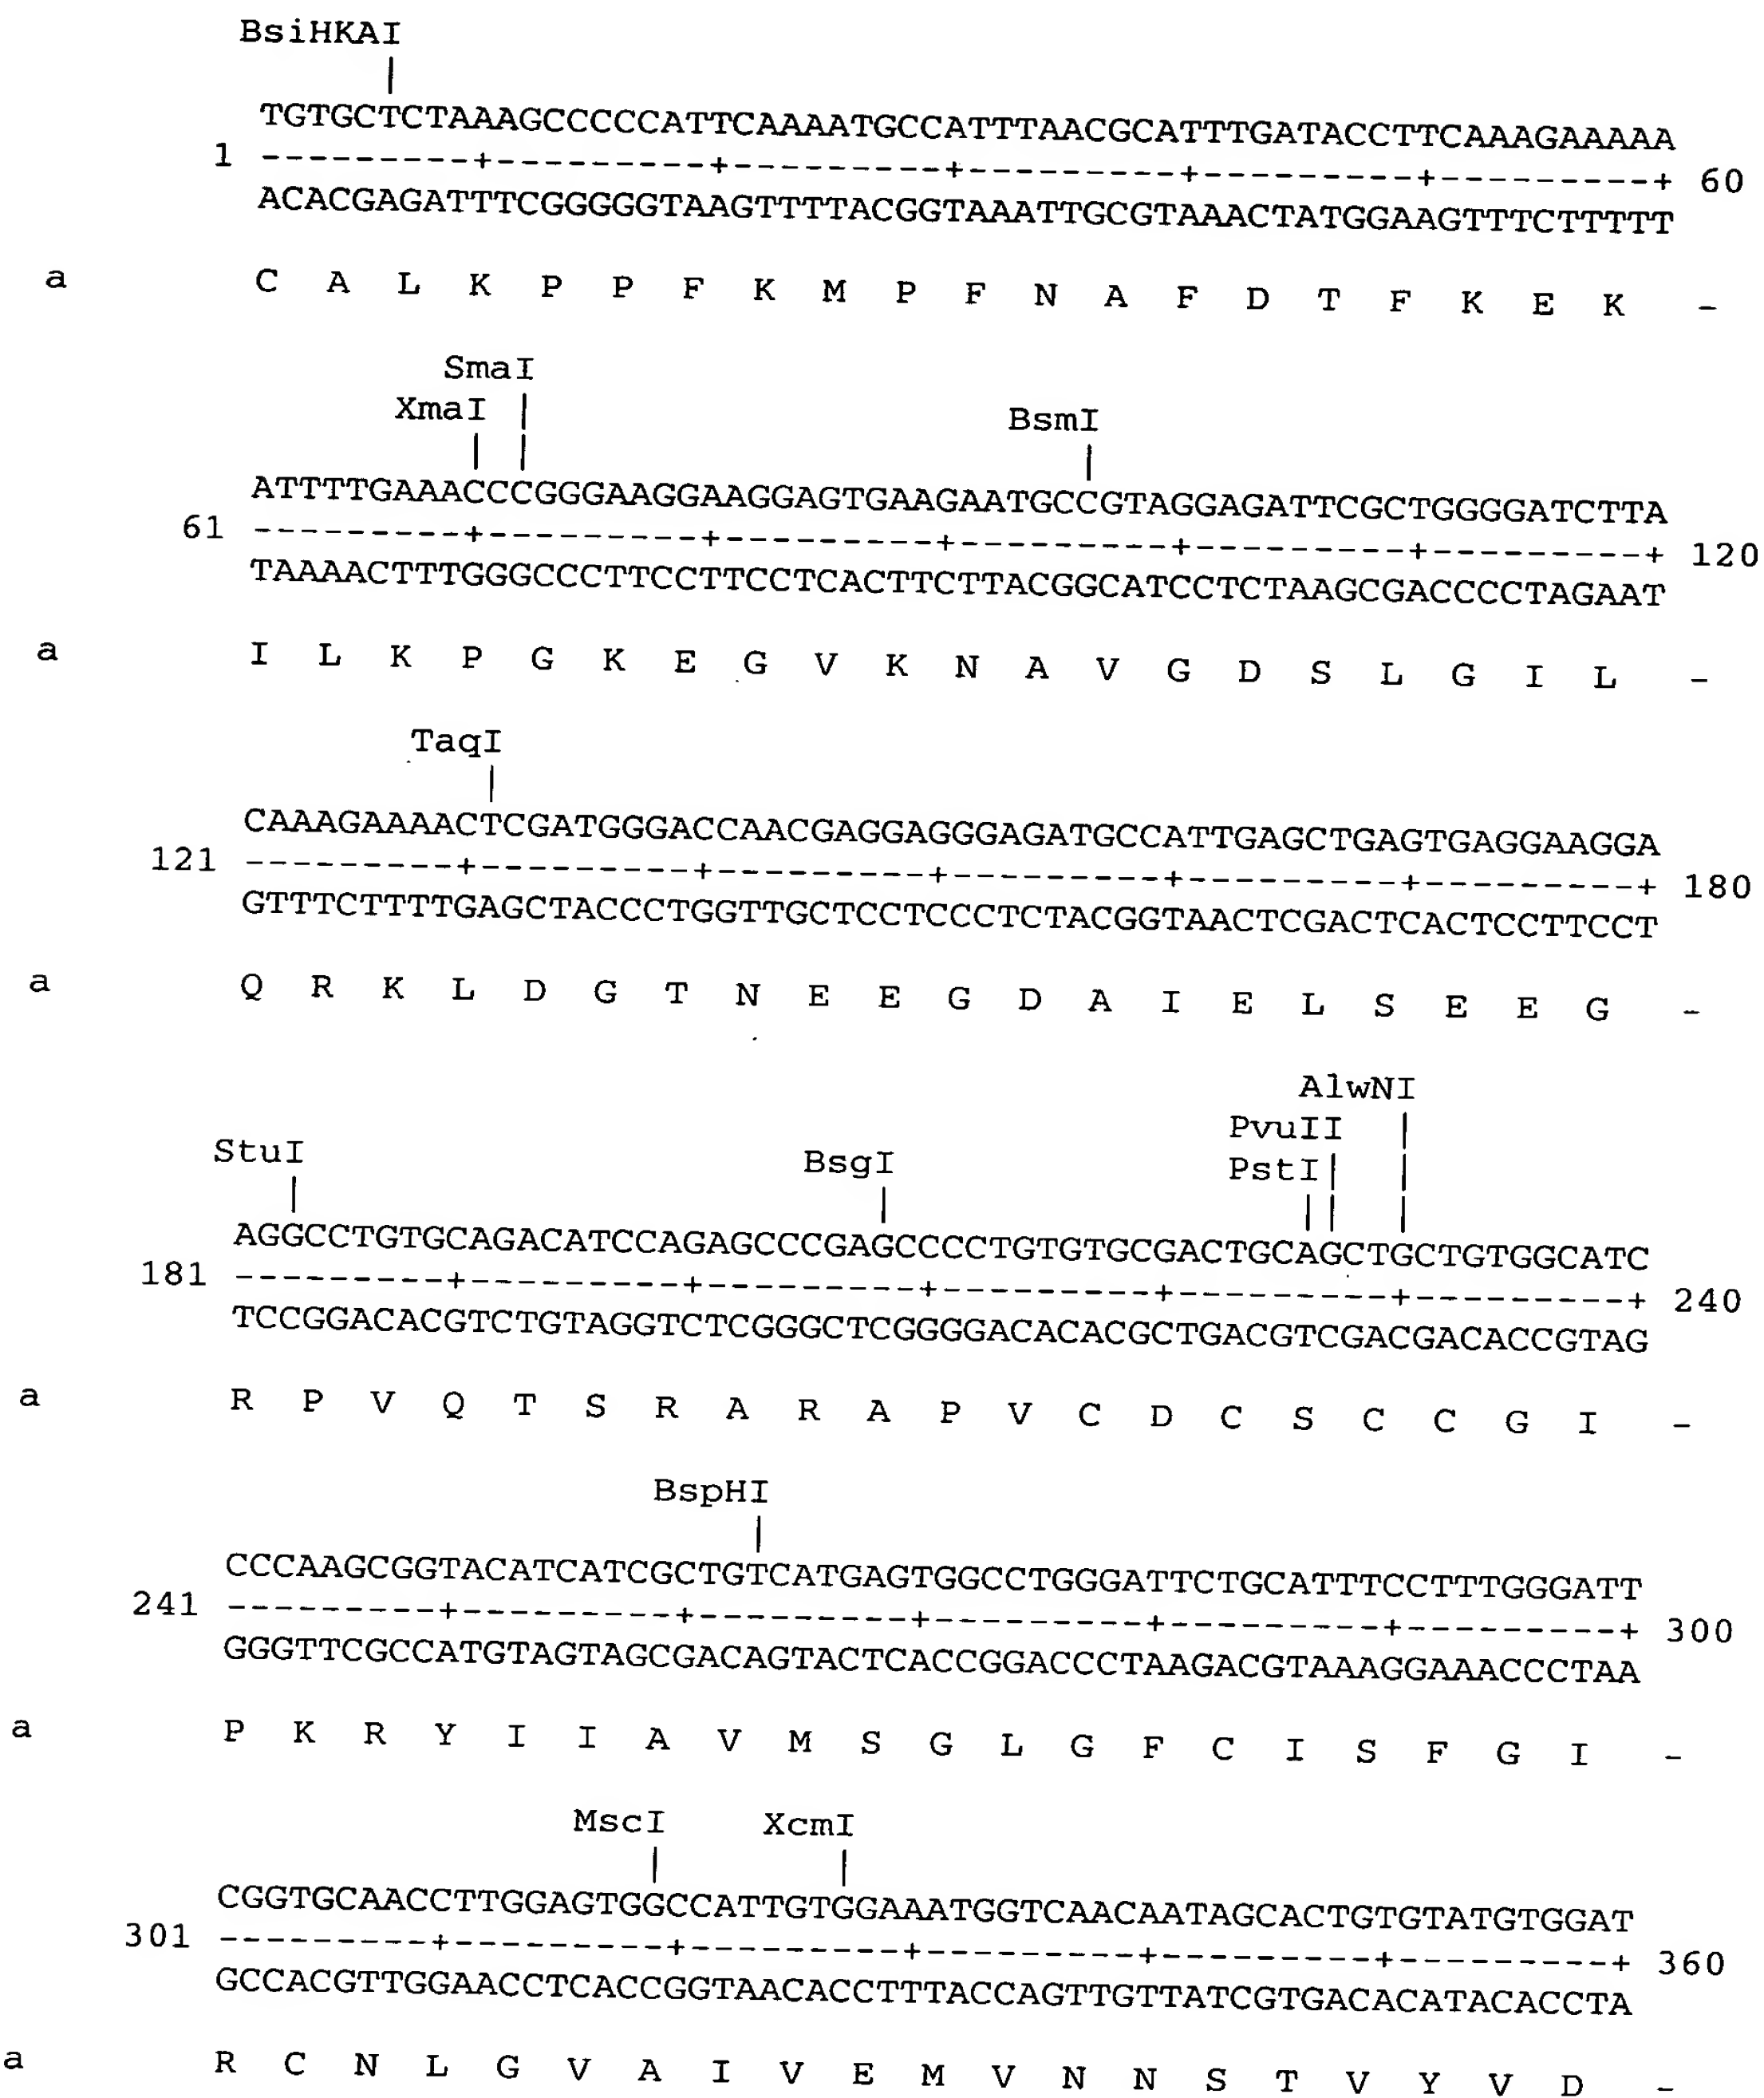 BsiHKAI
|
TGTGCTCTAAAGCCCCCATTCAAAATGCCATTTAACGCATTTGATACCTTCAAAGAAAAA
1 ---------+---------+---------+---------+---------+---------+ 60
ACACGAGATTTCGGGGGTAAGTTTTACGGTAAATTGCGTAAACTATGGAAGTTTCTTTTT
a C A L K P P F K M P F N A F D T F K E K -
SmaI
XmaI |
| |
BsmI
|
ATTTTGAAACCCGGGAAGGAAGGAGTGAAGAATGCCGTAGGAGATTCGCTGGGGATCTTA
61 ---------+---------+---------+---------+---------+---------+ 120
TAAAACTTTGGGCCCTTCCTTCCTCACTTCTTACGGCATCCTCTAAGCGACCCCTAGAAT
a I L K P G K E G V K N A V G D S L G I L -
TaqI
|
CAAAGAAAACTCGATGGGACCAACGAGGAGGGAGATGCCATTGAGCTGAGTGAGGAAGGA
121 ---------+---------+---------+---------+---------+---------+ 180
GTTTCTTTTGAGCTACCCTGGTTGCTCCTCCCTCTACGGTAACTCGACTCACTCCTTCCT
a Q R K L D G T N E E G D A I E L S E E G -
AlwNI
PvuII |
StuI BsgI PstI| |
| | || |
AGGCCTGTGCAGACATCCAGAGCCCGAGCCCCTGTGTGCGACTGCAGCTGCTGTGGCATC
181 ---------+---------+---------+---------+---------+---------+ 240
TCCGGACACGTCTGTAGGTCTCGGGCTCGGGGACACACGCTGACGTCGACGACACCGTAG
a R P V Q T S R A R A P V C D C S C C G I -
BspHI
|
CCCAAGCGGTACATCATCGCTGTCATGAGTGGCCTGGGATTCTGCATTTCCTTTGGGATT
241 ---------+---------+---------+---------+---------+---------+ 300
GGGTTCGCCATGTAGTAGCGACAGTACTCACCGGACCCTAAGACGTAAAGGAAACCCTAA
a P K R Y I I A V M S G L G F C I S F G I -
MscI XcmI
| |
CGGTGCAACCTTGGAGTGGCCATTGTGGAAATGGTCAACAATAGCACTGTGTATGTGGAT
301 ---------+---------+---------+---------+---------+---------+ 360
GCCACGTTGGAACCTCACCGGTAACACCTTTACCAGTTGTTATCGTGACACATACACCTA
a R C N L G V A I V E M V N N S T V Y V D -